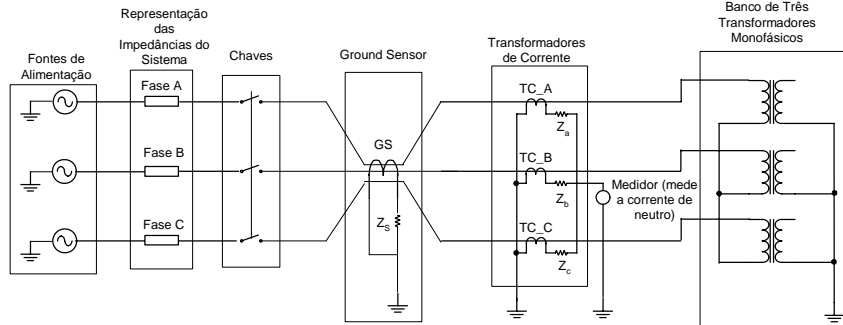 Fontes de
Alimentação
Representação
das
Impedâncias do
Sistema
Chaves
Ground Sensor
Transformadores
de Corrente
Banco de Três
Transformadores
Monofásicos
Fase A
Fase B
Fase C
GS
Z_S
TC_A
Z_a
TC_B
Z_b
TC_C
Z_c
Medidor (mede
a corrente de
neutro)